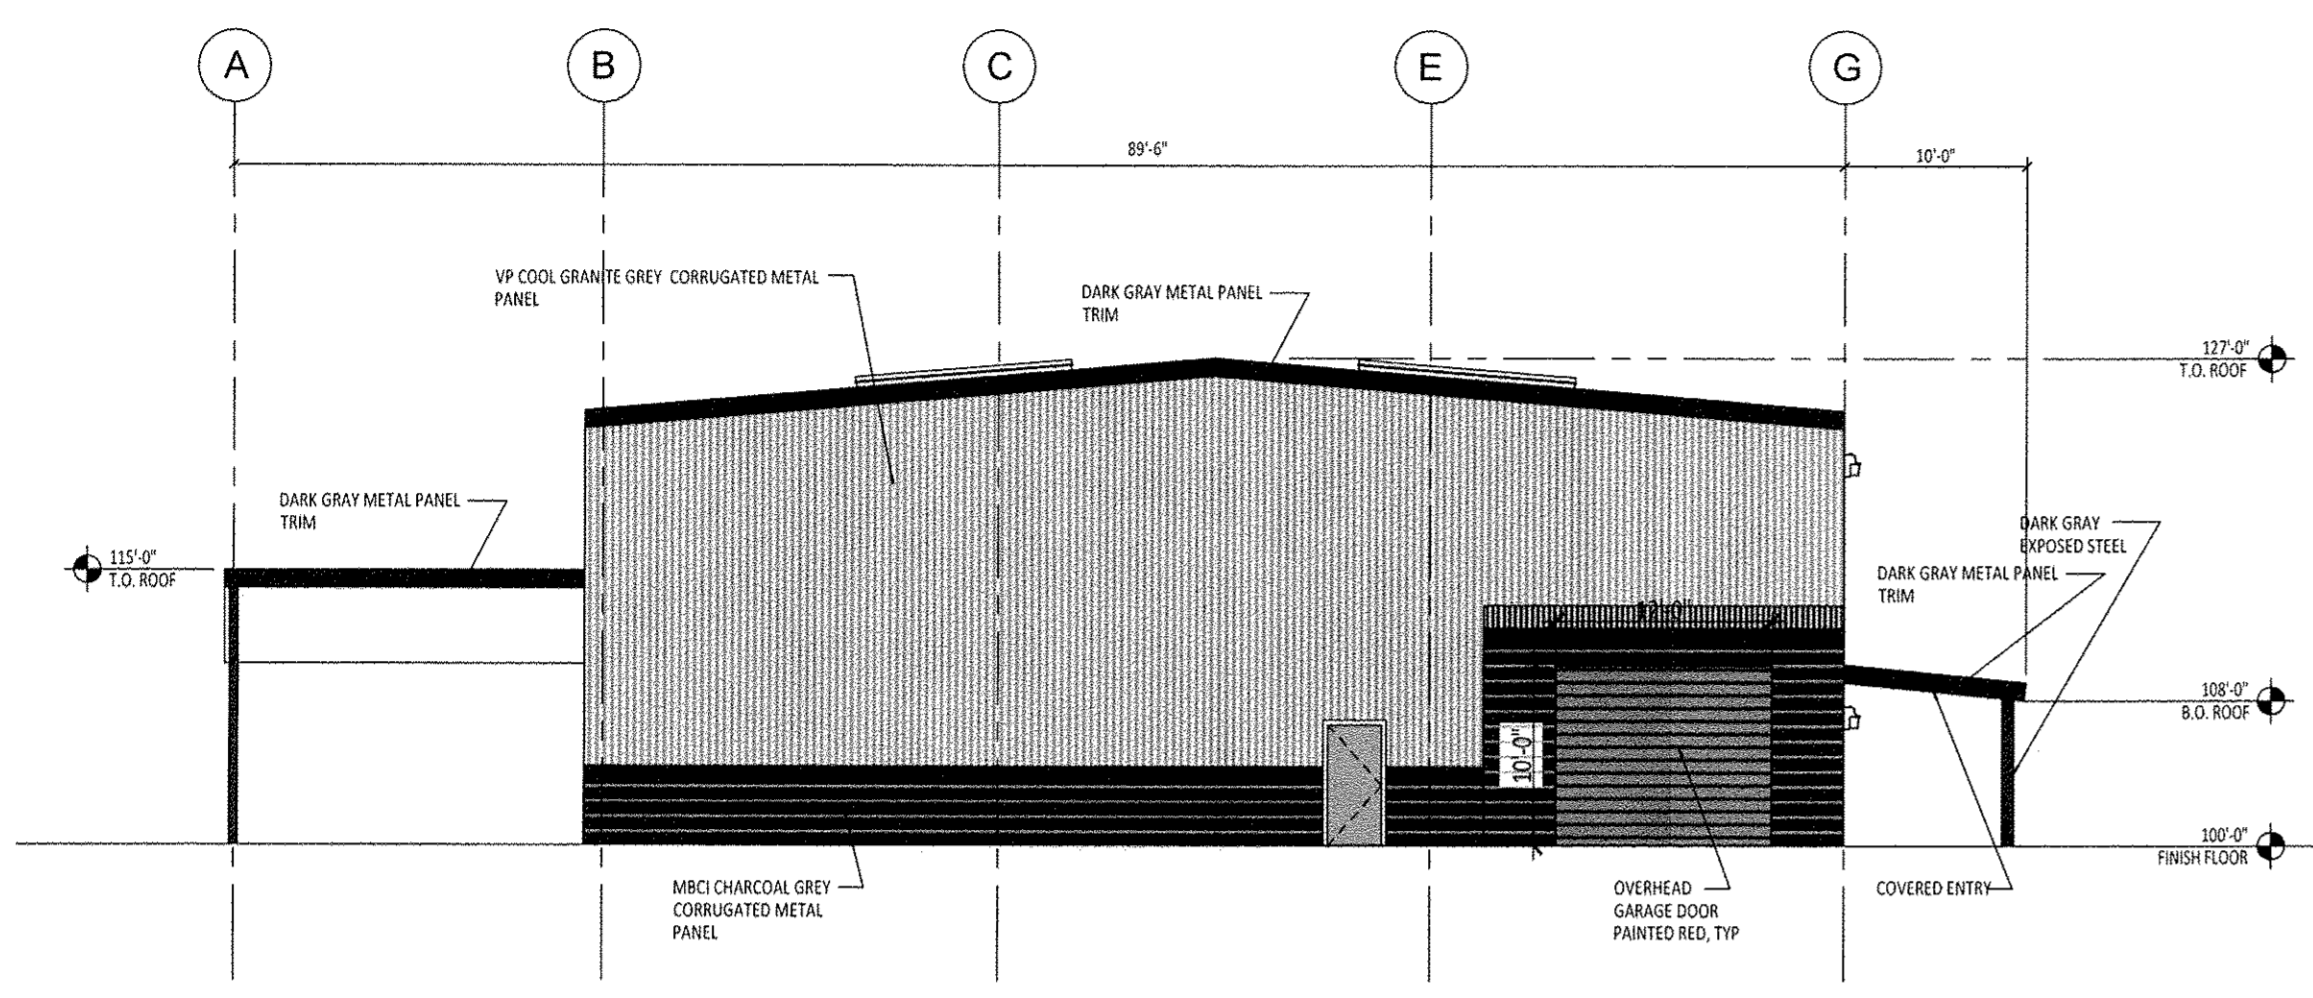 A
B
C
E
G
89'-6"
10'-0"
VP COOL GRANITE GREY CORRUGATED METAL
PANEL
DARK GRAY METAL PANEL
TRIM
127'-0"
T.O. ROOF
DARK GRAY METAL PANEL
TRIM
115'-0"
T.O. ROOF
DARK GRAY
EXPOSED STEEL
DARK GRAY METAL PANEL
TRIM
12'-0"
108'-0"
B.O. ROOF
10'-0"
100'-0"
FINISH FLOOR
MBCI CHARCOAL GREY
CORRUGATED METAL
PANEL
OVERHEAD
GARAGE DOOR
PAINTED RED, TYP
COVERED ENTRY